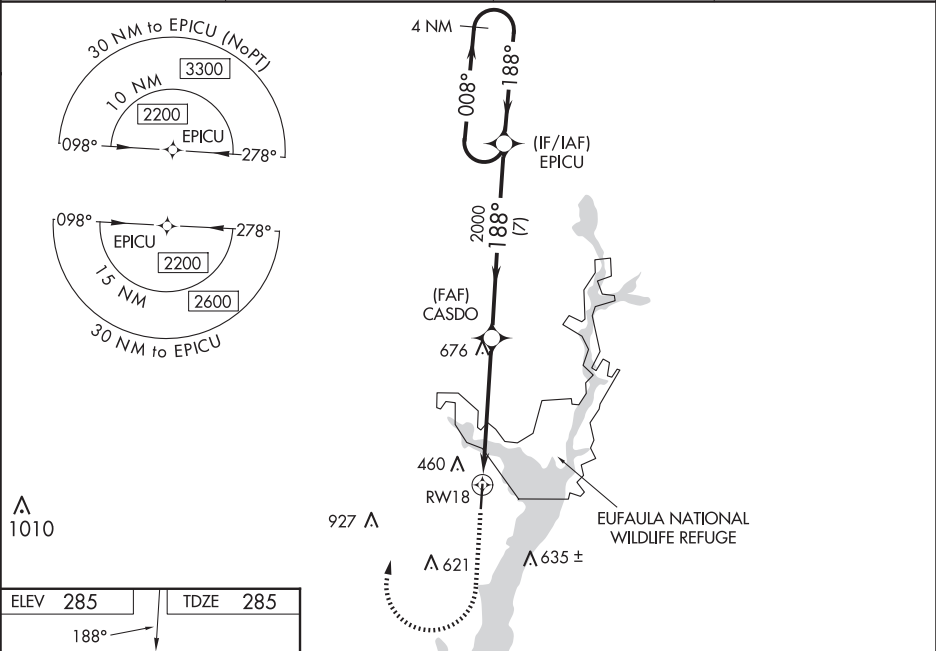 30 NM to EPICU (NoPT)
3300
10 NM
2200
EPICU
098°
278°
098°
278°
EPICU
2200
15 NM
2600
30 NM to EPICU
4 NM
008°
188°
(IF/IAF)
EPICU
2000
188°
(7)
(FAF)
CASDO
676
460
RW18
EUFAULA NATIONAL
WILDLIFE REFUGE
1010
927
621
635 ±
ELEV 285
TDZE 285
188°